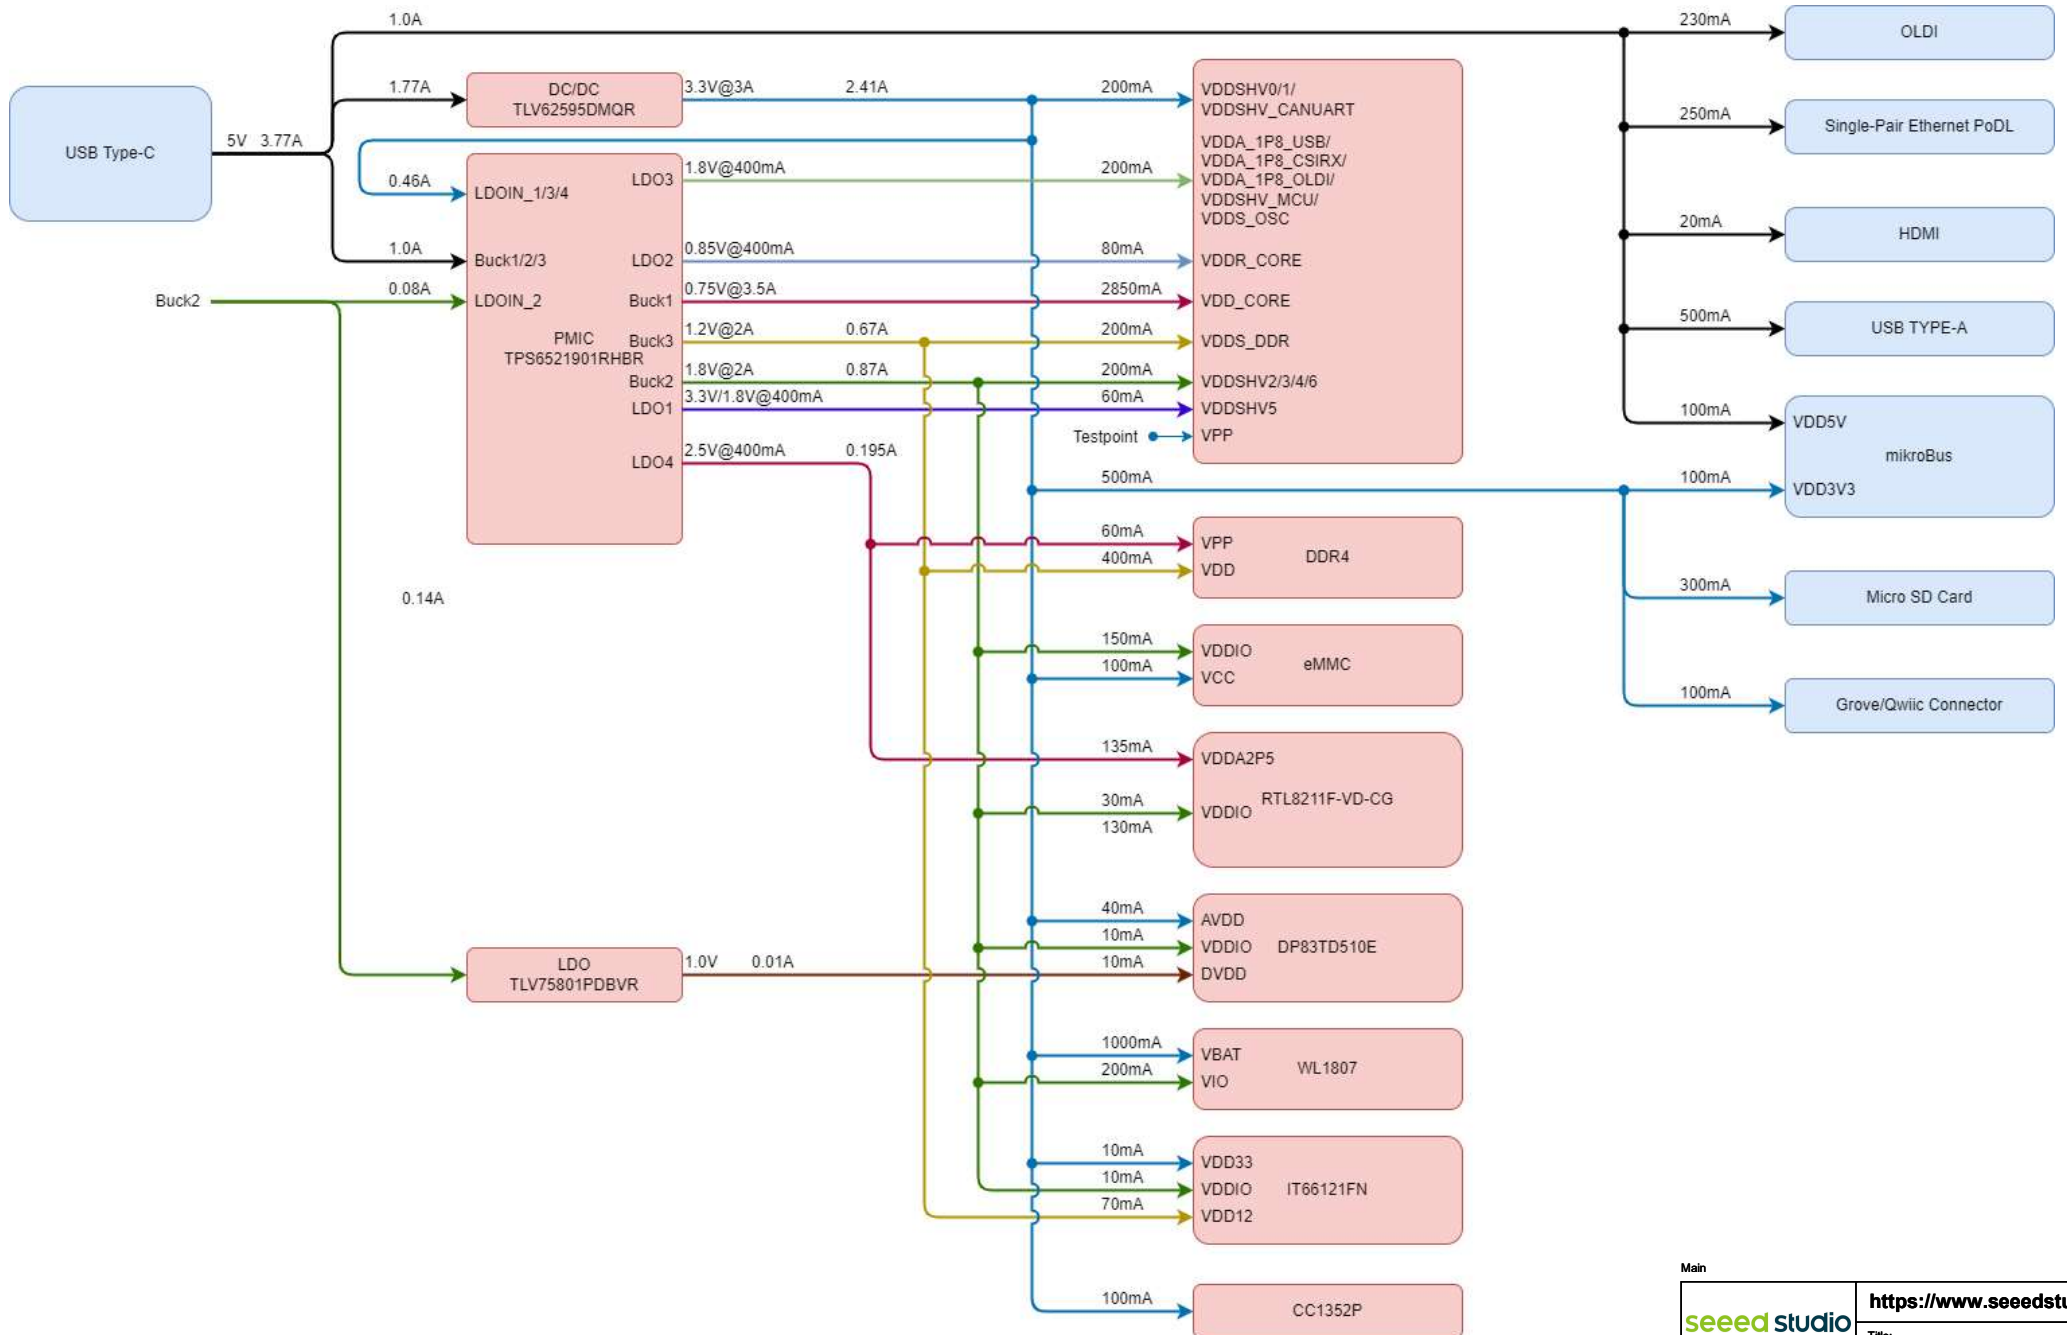 1.0A
230mA
OLDI
USB Type-C
5V 3.77A
1.77A
DC/DC
TLV62595DMQR
3.3V@3A
2.41A
200mA
VDDSHV0/1/
VDDSHV_CANUART
250mA
Single-Pair Ethernet PoDL
0.46A
LDOIN_1/3/4
LDO3
1.8V@400mA
200mA
VDDA_1P8_USB/
VDDA_1P8_CSIRX/
VDDA_1P8_OLDI/
VDDSHV_MCU/
VDDS_OSC
20mA
HDMI
1.0A
Buck1/2/3
LDO2
0.85V@400mA
80mA
VDDR_CORE
Buck2
0.08A
LDOIN_2
Buck1
0.75V@3.5A
2850mA
VDD_CORE
500mA
USB TYPE-A
PMIC
TPS6521901RHBR
Buck3
1.2V@2A
0.67A
200mA
VDDS_DDR
Buck2
1.8V@2A
0.87A
200mA
VDDSHV2/3/4/6
LDO1
3.3V/1.8V@400mA
60mA
VDDSHV5
Testpoint
VPP
100mA
VDD5V
mikroBus
LDO4
2.5V@400mA
0.195A
500mA
100mA
VDD3V3
60mA
VPP
400mA
VDD
DDR4
0.14A
300mA
Micro SD Card
150mA
VDDIO
100mA
VCC
eMMC
100mA
Grove/Qwiic Connector
135mA
VDDA2P5
30mA
VDDIO
130mA
RTL8211F-VD-CG
40mA
AVDD
10mA
VDDIO
10mA
DVDD
DP83TD510E
LDO
TLV75801PDBVR
1.0V
0.01A
1000mA
VBAT
200mA
VIO
WL1807
10mA
VDD33
10mA
VDDIO
70mA
VDD12
IT66121FN
100mA
CC1352P
Main
seeed studio
https://www.seeedstu